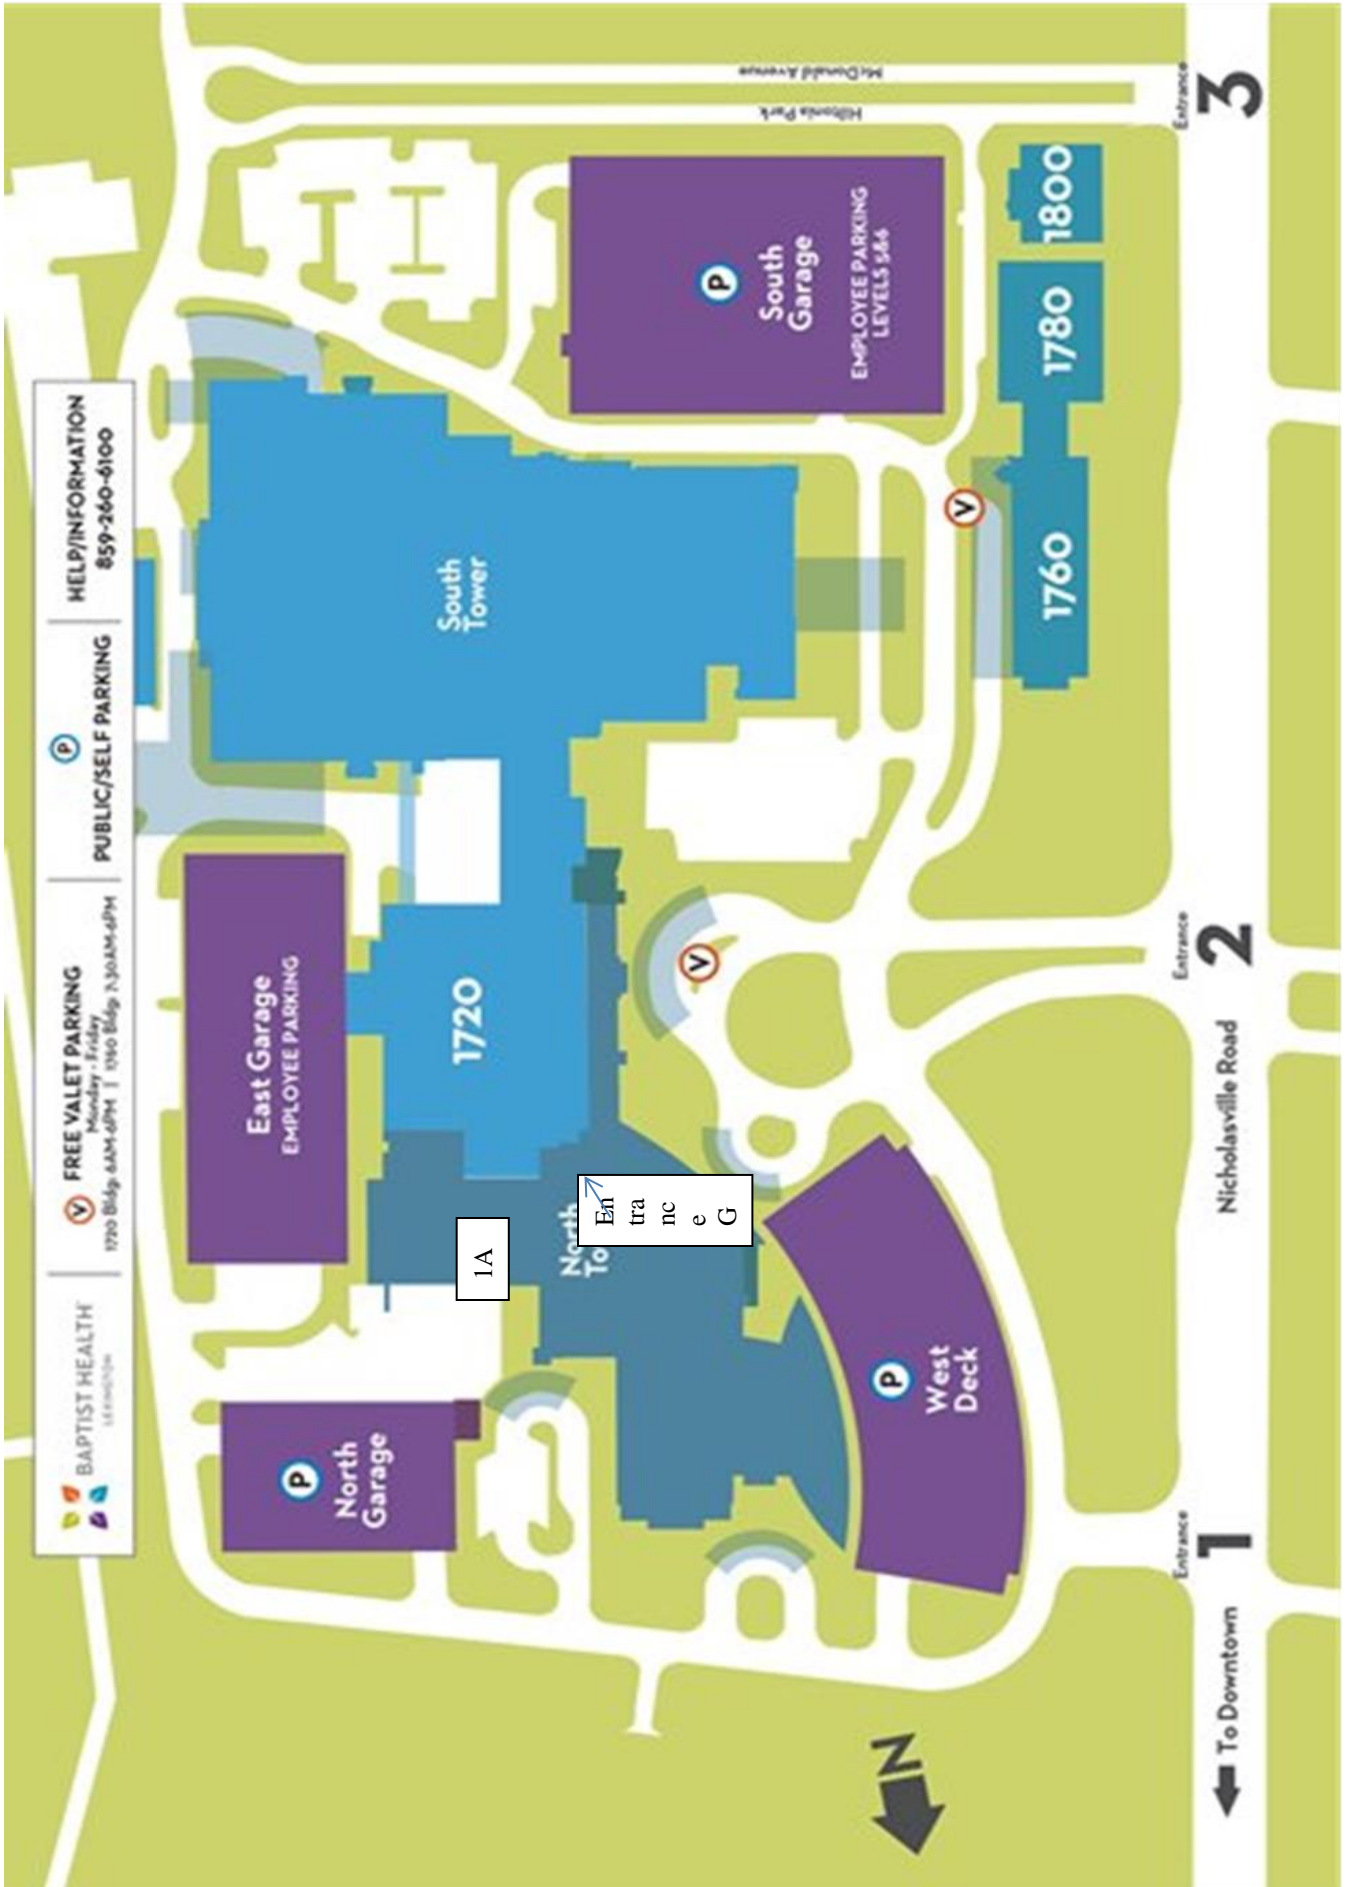 BAPTIST HEALTH
LEXINGTON
V FREE VALET PARKING
Monday - Friday
1720 Bldg. 6AM-6PM | 1760 Bldg. 7:30AM-6PM
P
PUBLIC/SELF PARKING
HELP/INFORMATION
859-260-6100
East Garage
EMPLOYEE PARKING
P
North
Garage
1A
1720
South
Tower
North
To
En
tra
nc
e
G
V
P
West
Deck
P
South
Garage
EMPLOYEE PARKING
LEVELS 5&6
V
1760
1780
1800
McDonald Avenue
Hiltonia Park
Entrance
1
Entrance
2
Entrance
3
To Downtown
Nicholasville Road
N